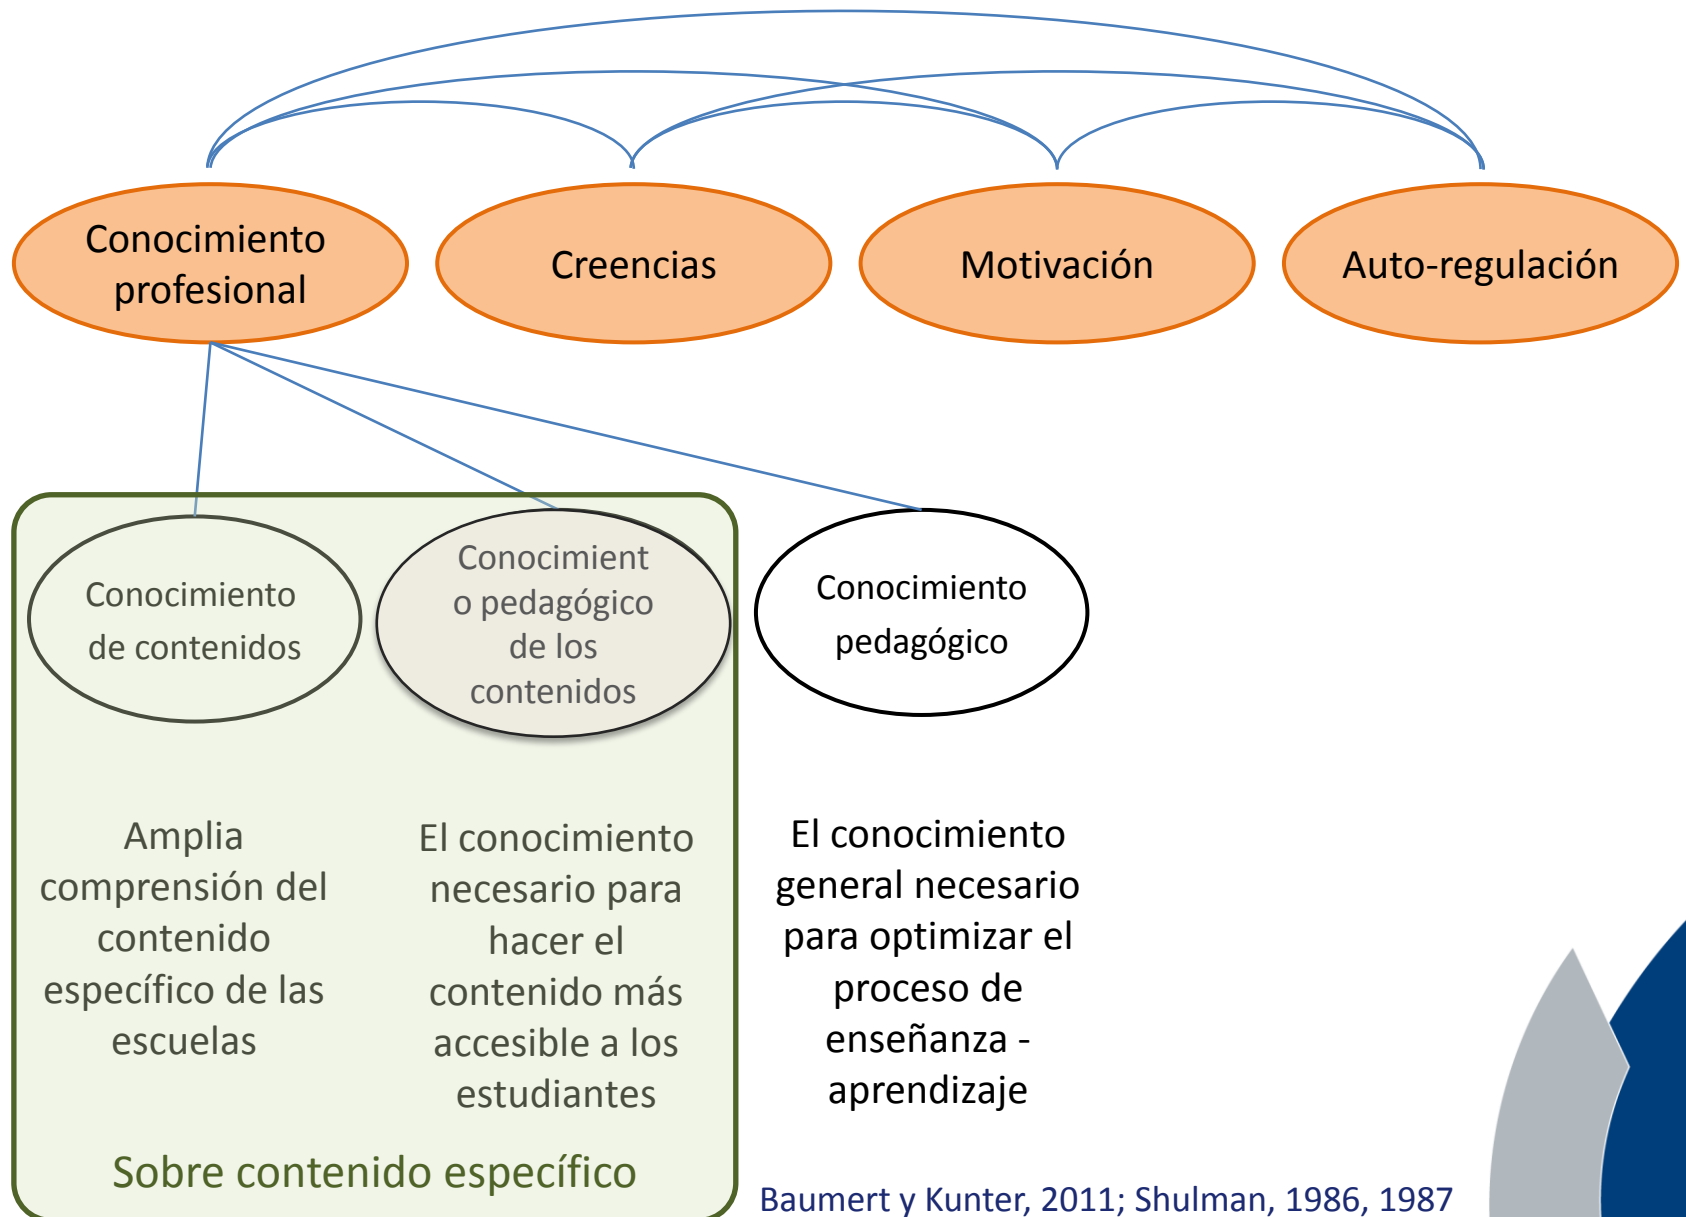 Conocimiento
profesional
Creencias
Motivación
Auto-regulación
Conocimiento
de contenidos
Conocimient
o pedagógico
de los
contenidos
Conocimiento
pedagógico
Amplia
comprensión del
contenido
específico de las
escuelas
El conocimiento
necesario para
hacer el
contenido más
accesible a los
estudiantes
El conocimiento
general necesario
para optimizar el
proceso de
enseñanza -
aprendizaje
Sobre contenido específico
Baumert y Kunter, 2011; Shulman, 1986, 1987